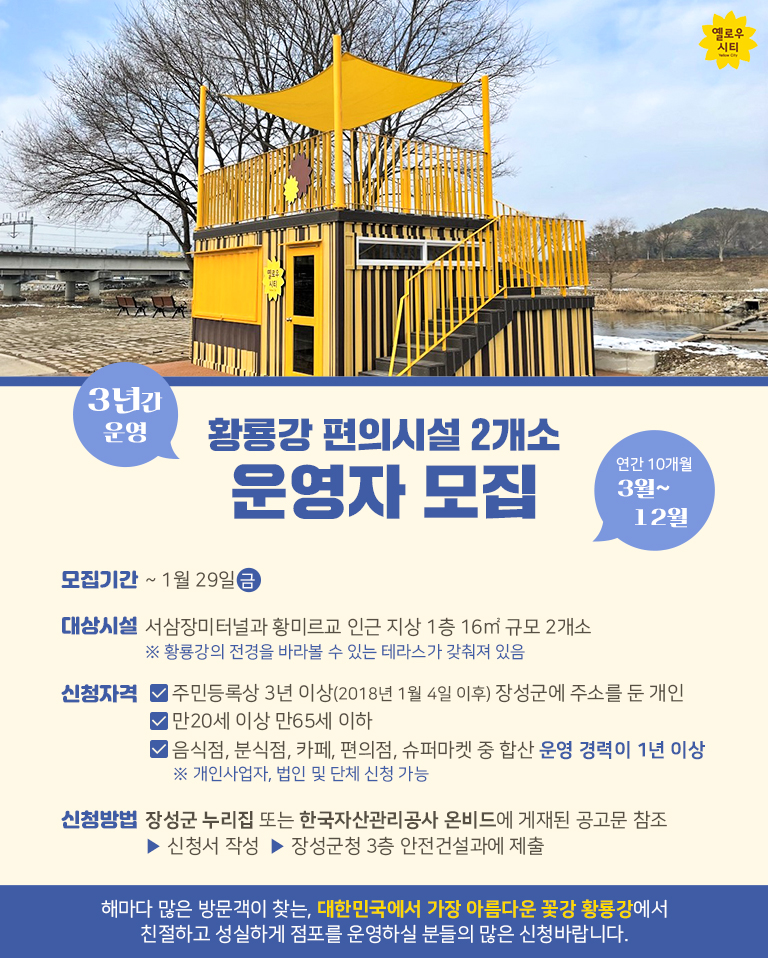 옐로우
시티
Yellow City
옐로우
시티
3년간
운영
황룡강 편의시설 2개소
운영자 모집
연간 10개월
3월~
12월
모집기간 ~ 1월 29일 금
대상시설 서삼장미터널과 황미르교 인근 지상 1층 16㎡ 규모 2개소
※ 황룡강의 전경을 바라볼 수 있는 테라스가 갖춰져 있음
신청자격 주민등록상 3년 이상(2018년 1월 4일 이후) 장성군에 주소를 둔 개인
만20세 이상 만65세 이하
음식점, 분식점, 카페, 편의점, 슈퍼마켓 중 합산 운영 경력이 1년 이상
※ 개인사업자, 법인 및 단체 신청 가능
신청방법 장성군 누리집 또는 한국자산관리공사 온비드에 게재된 공고문 참조
▶ 신청서 작성 ▶ 장성군청 3층 안전건설과에 제출
해마다 많은 방문객이 찾는, 대한민국에서 가장 아름다운 꽃강 황룡강에서
친절하고 성실하게 점포를 운영하실 분들의 많은 신청바랍니다.